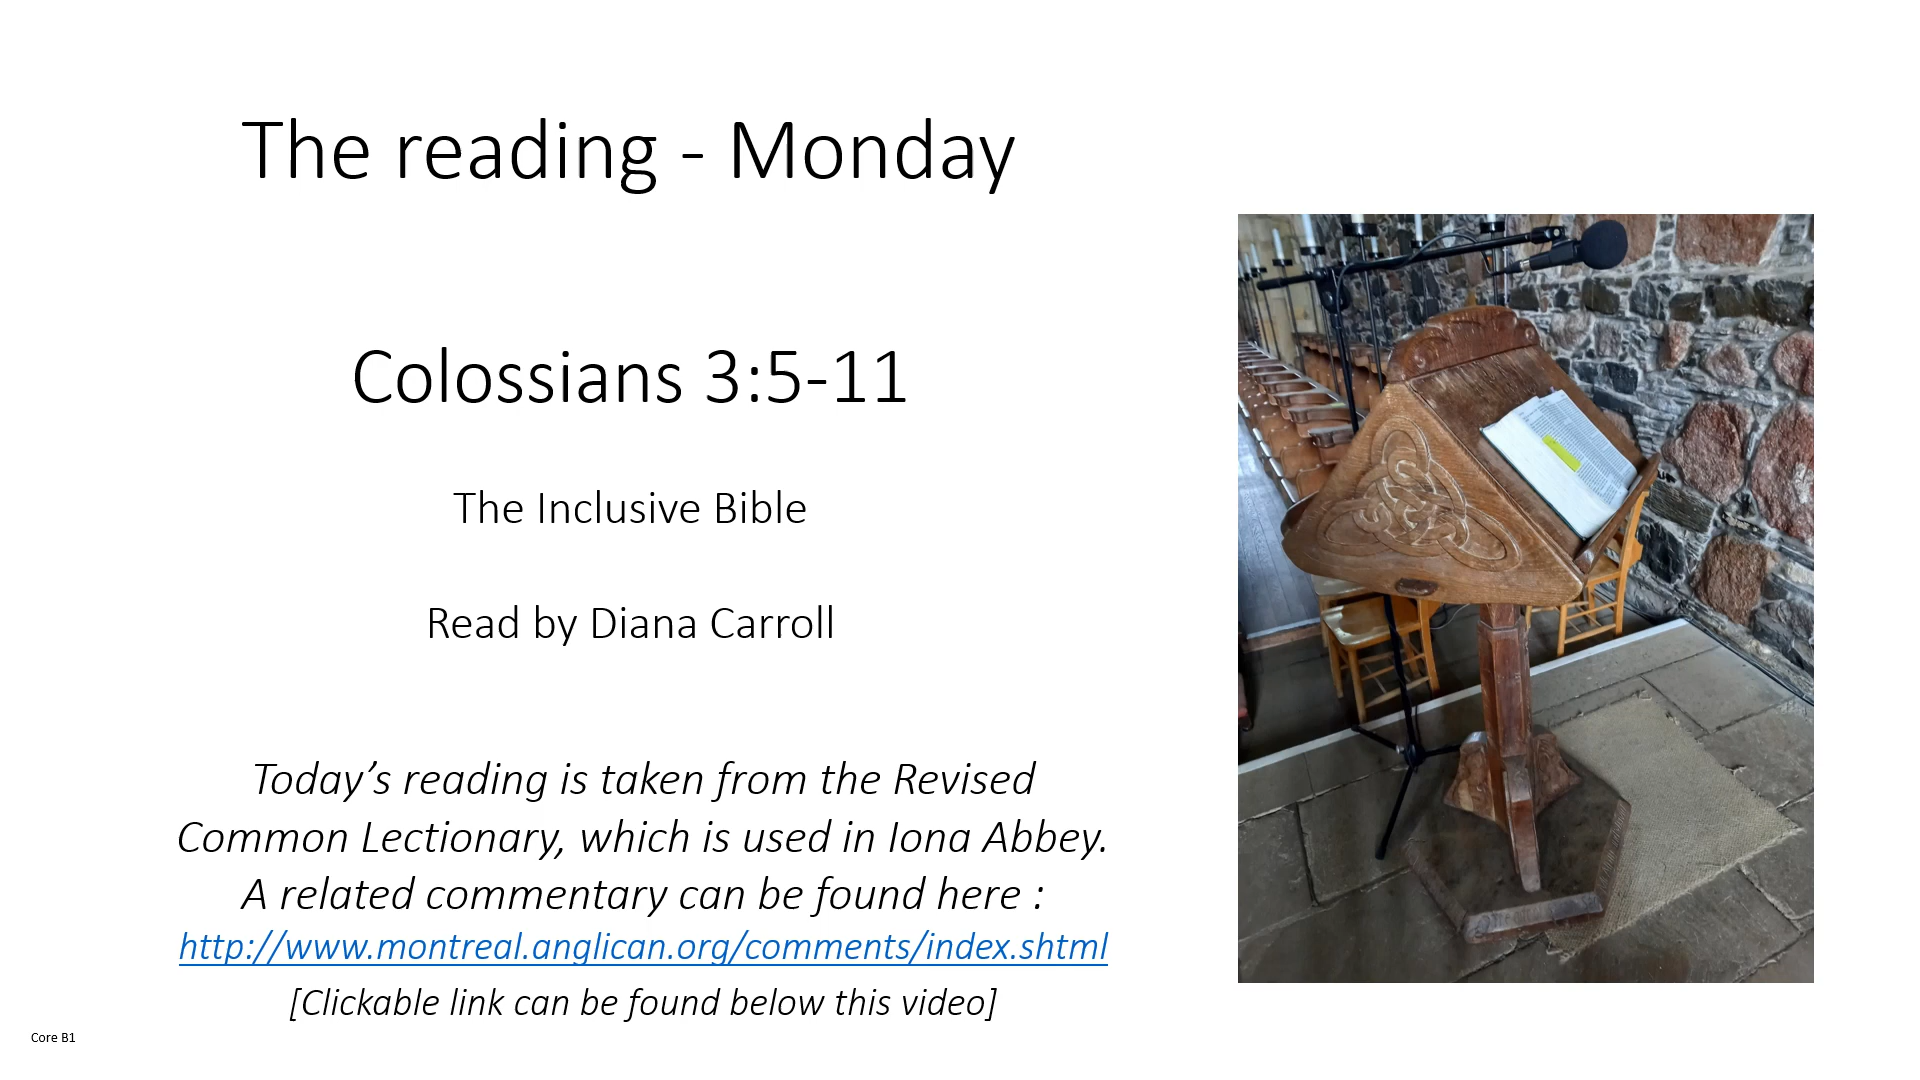 The reading - Monday
Colossians 3:5-11
The Inclusive Bible
Read by Diana Carroll
Today’s reading is taken from the Revised
Common Lectionary, which is used in Iona Abbey.
A related commentary can be found here :
http://www.montreal.anglican.org/comments/index.shtml
[Clickable link can be found below this video]
Core B1